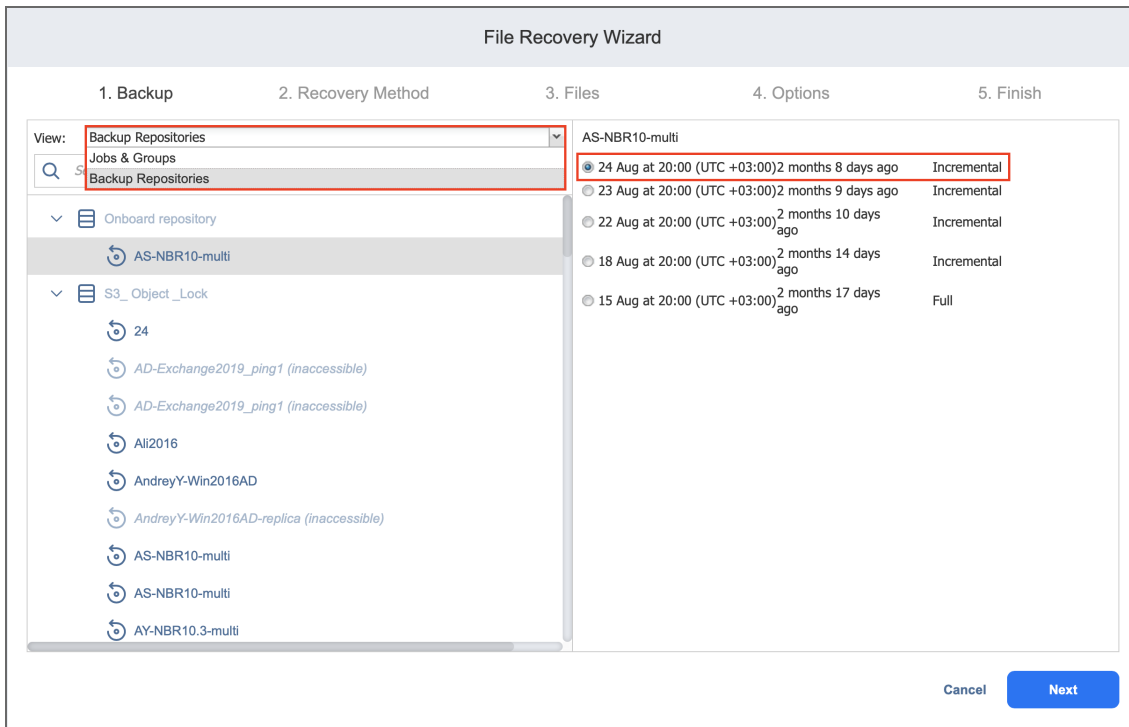 File Recovery Wizard
1. Backup
2. Recovery Method
3. Files
4. Options
5. Finish
View:
Backup Repositories
Jobs & Groups
Backup Repositories
Onboard repository
AS-NBR10-multi
S3_ Object _Lock
24
AD-Exchange2019_ping1 (inaccessible)
AD-Exchange2019_ping1 (inaccessible)
Ali2016
AndreyY-Win2016AD
AndreyY-Win2016AD-replica (inaccessible)
AS-NBR10-multi
AS-NBR10-multi
AY-NBR10.3-multi
AS-NBR10-multi
24 Aug at 20:00 (UTC +03:00) 2 months 8 days ago Incremental
23 Aug at 20:00 (UTC +03:00) 2 months 9 days ago Incremental
22 Aug at 20:00 (UTC +03:00) 2 months 10 days
ago
Incremental
18 Aug at 20:00 (UTC +03:00) 2 months 14 days
ago
Incremental
15 Aug at 20:00 (UTC +03:00) 2 months 17 days
ago
Full
Cancel
Next